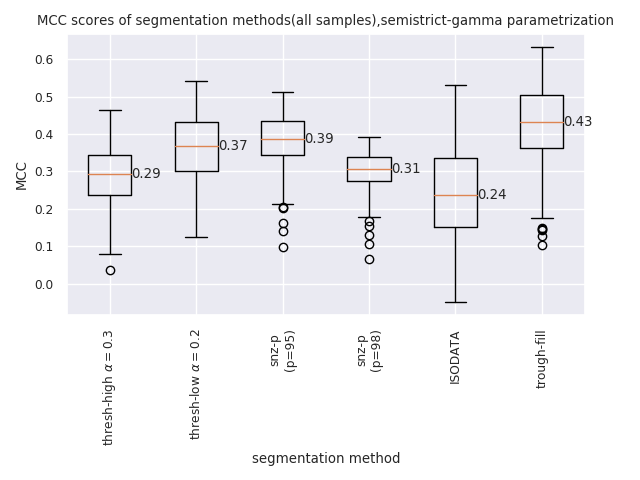 MCC scores of segmentation methods(all samples),semistrict-gamma parametrization
MCC
0.6
0.5
0.4
0.3
0.2
0.1
0.0
0.29
0.37
0.39
0.31
0.24
0.43
thresh-high α = 0.3
thresh-low α = 0.2
snz-p
(p=95)
snz-p
(p=98)
ISODATA
trough-fill
segmentation method